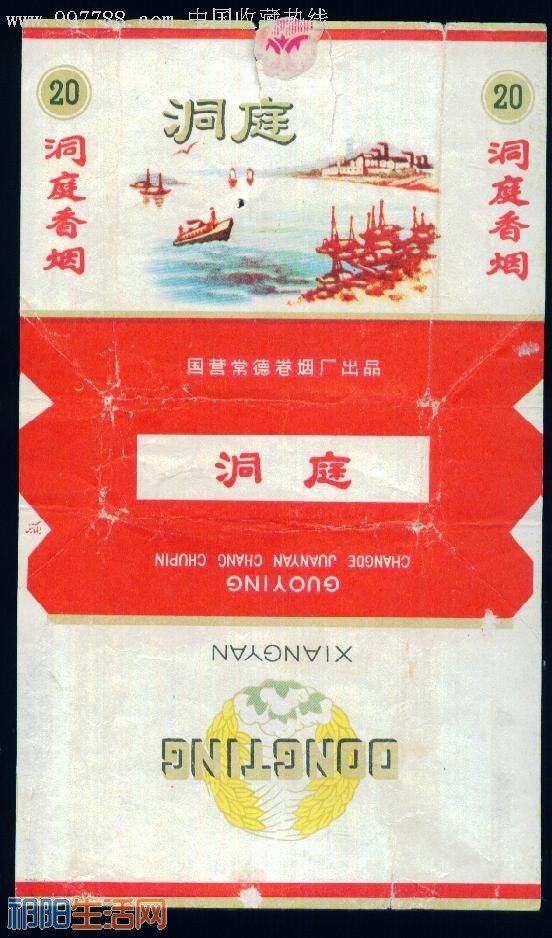 www.997788.com 中国收藏热线
20
20
洞庭
洞庭香烟
洞庭香烟
国营常德卷烟厂出品
洞庭
CHANGDE JUANYAN CHANG CHUPIN
GUOYING
XIANGYAN
DONGTING
祁阳生活网